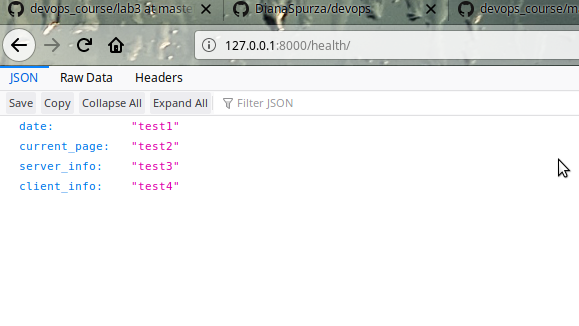 devops_course/lab3 at maste
DianaSpurza/devops
devops_course/m
127.0.0.1:8000/health/
JSON Raw Data Headers
Save Copy Collapse All Expand All Filter JSON
date: "test1"
current_page: "test2"
server_info: "test3"
client_info: "test4"